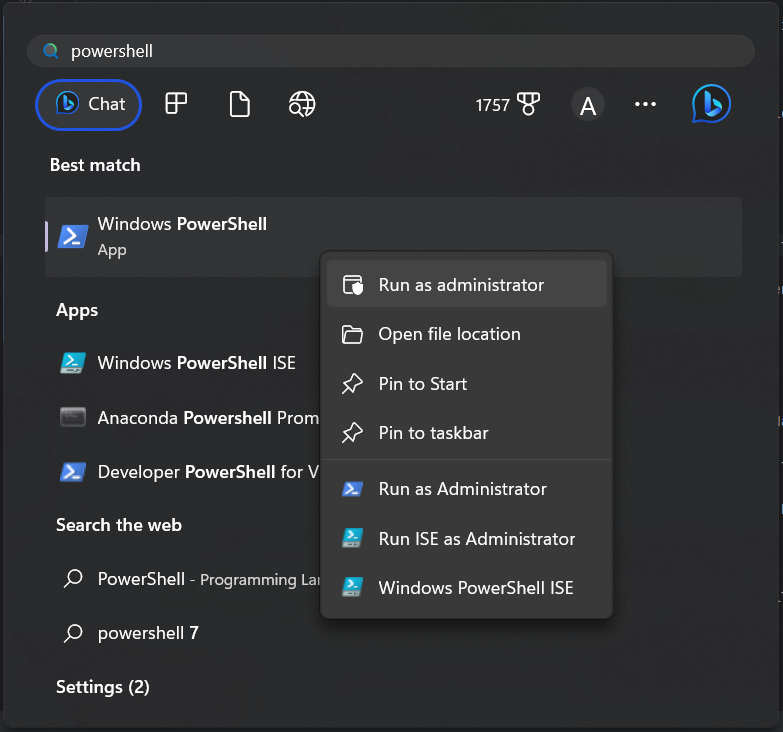 powershell
Chat
1757
A
Best match
Windows PowerShell
App
Run as administrator
Apps
Open file location
Windows PowerShell ISE
Pin to Start
Anaconda Powershell Prom
Pin to taskbar
Developer PowerShell for V
Run as Administrator
Search the web
Run ISE as Administrator
PowerShell - Programming Lan
Windows PowerShell ISE
powershell 7
Settings (2)